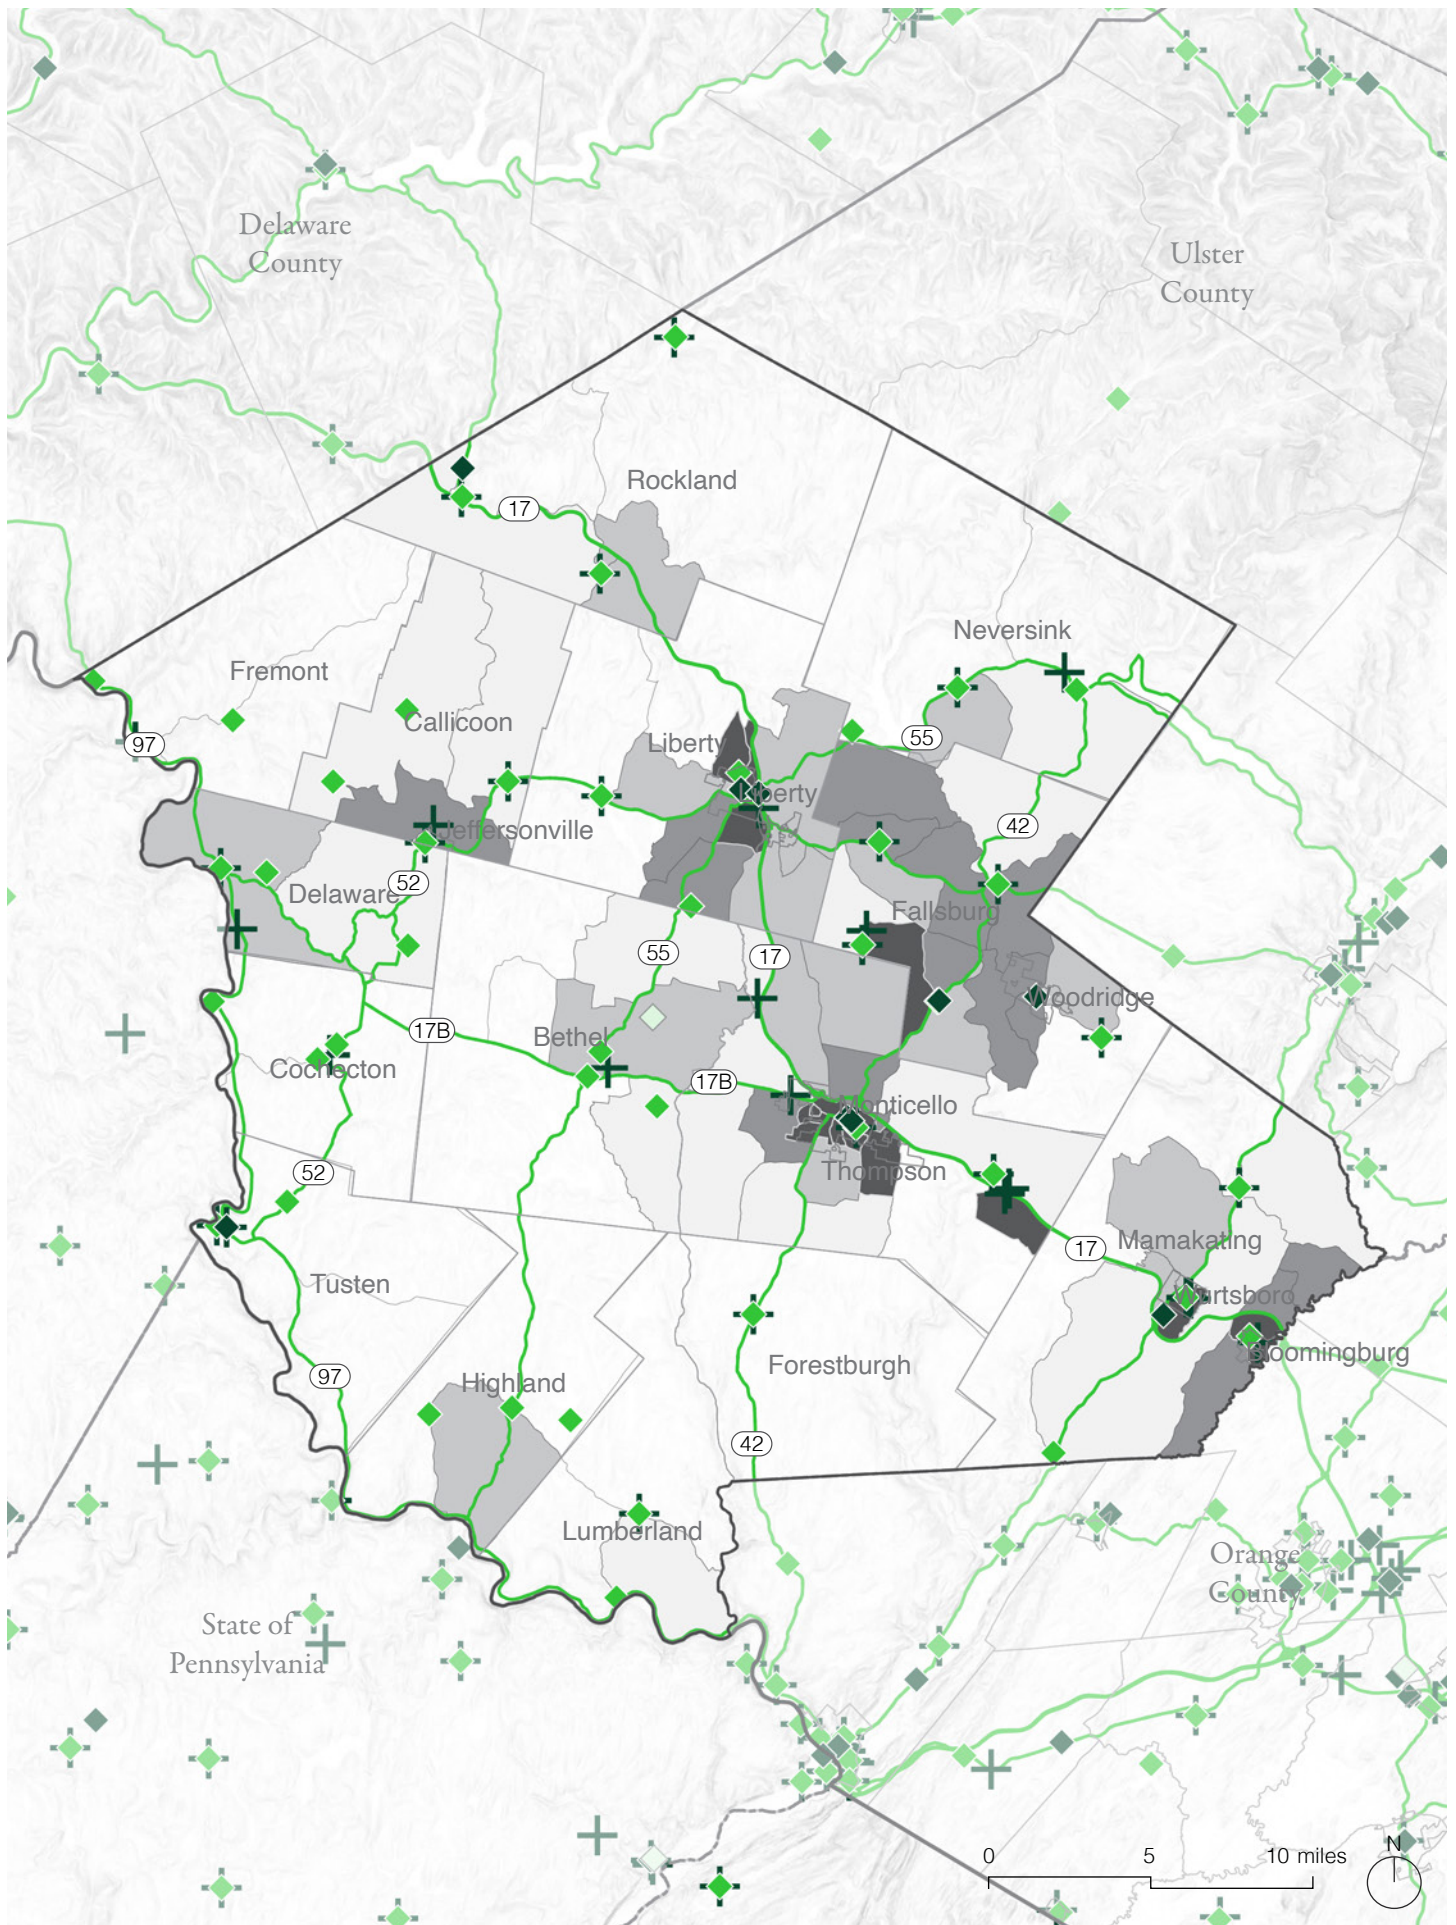 Delaware
County
Ulster
County
Rockland
17
Neversink
Fremont
Callicoon
97
Liberty
55
Liberty
42
Jeffersonville
52
Delaware
Fallsburg
55
17
Woodridge
17B
Bethel
Cochecton
17B
Monticello
52
Thompson
17
Mamakating
Tusten
Wurtsboro
Bloomingburg
97
Forestburgh
Highland
42
Lumberland
Orange
County
State of
Pennsylvania
0 5 10 miles
N